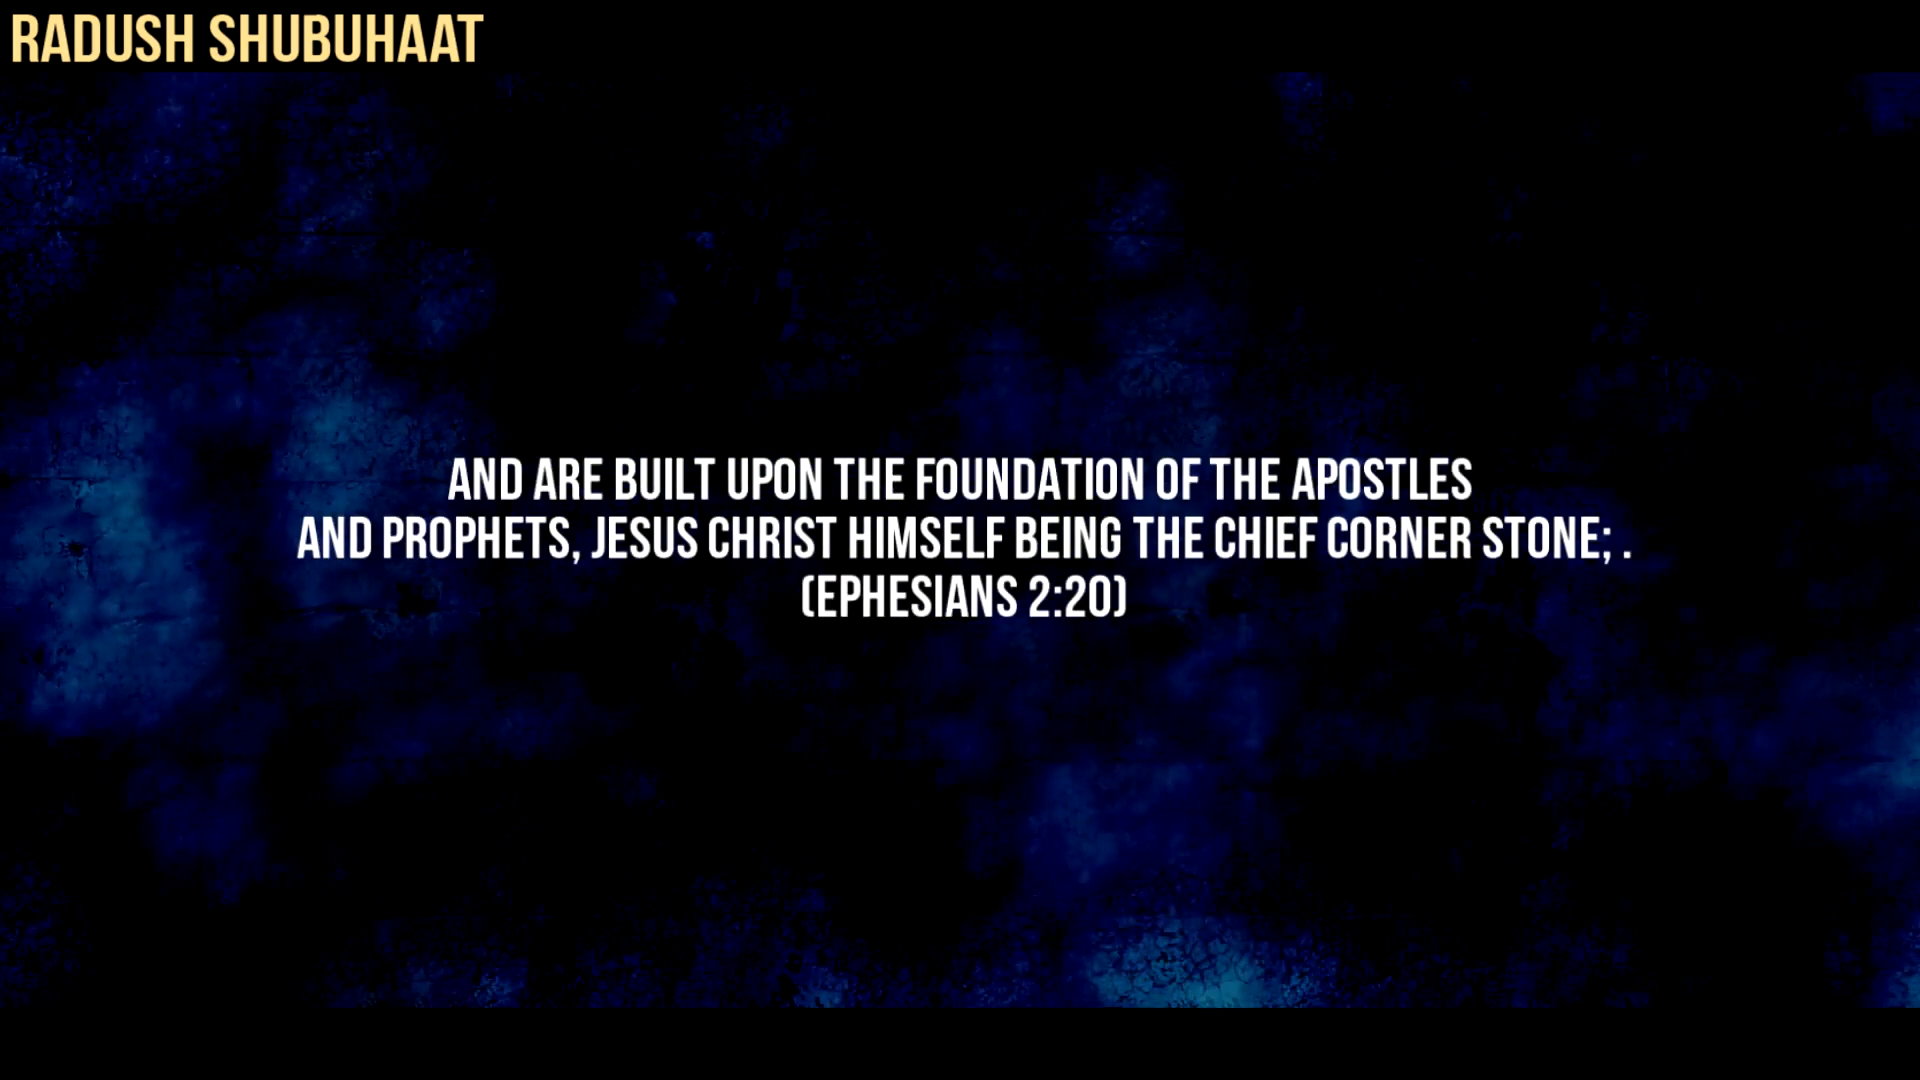 RADUSH SHUBUHAAT
AND ARE BUILT UPON THE FOUNDATION OF THE APOSTLES
AND PROPHETS, JESUS CHRIST HIMSELF BEING THE CHIEF CORNER STONE; .
(EPHESIANS 2:20)